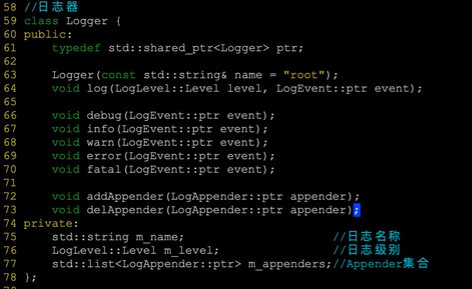 58 //日志器
59 class Logger {
60 public:
61     typedef std::shared_ptr<Logger> ptr;
62
63     Logger(const std::string& name = "root");
64     void log(LogLevel::Level level, LogEvent::ptr event);
65
66     void debug(LogEvent::ptr event);
67     void info(LogEvent::ptr event);
68     void warn(LogEvent::ptr event);
69     void error(LogEvent::ptr event);
70     void fatal(LogEvent::ptr event);
71
72     void addAppender(LogAppender::ptr appender);
73     void delAppender(LogAppender::ptr appender);
74 private:
75     std::string m_name;                 //日志名称
76     LogLevel::Level m_level;            //日志级别
77     std::list<LogAppender::ptr> m_appenders;//Appender集合
78 };